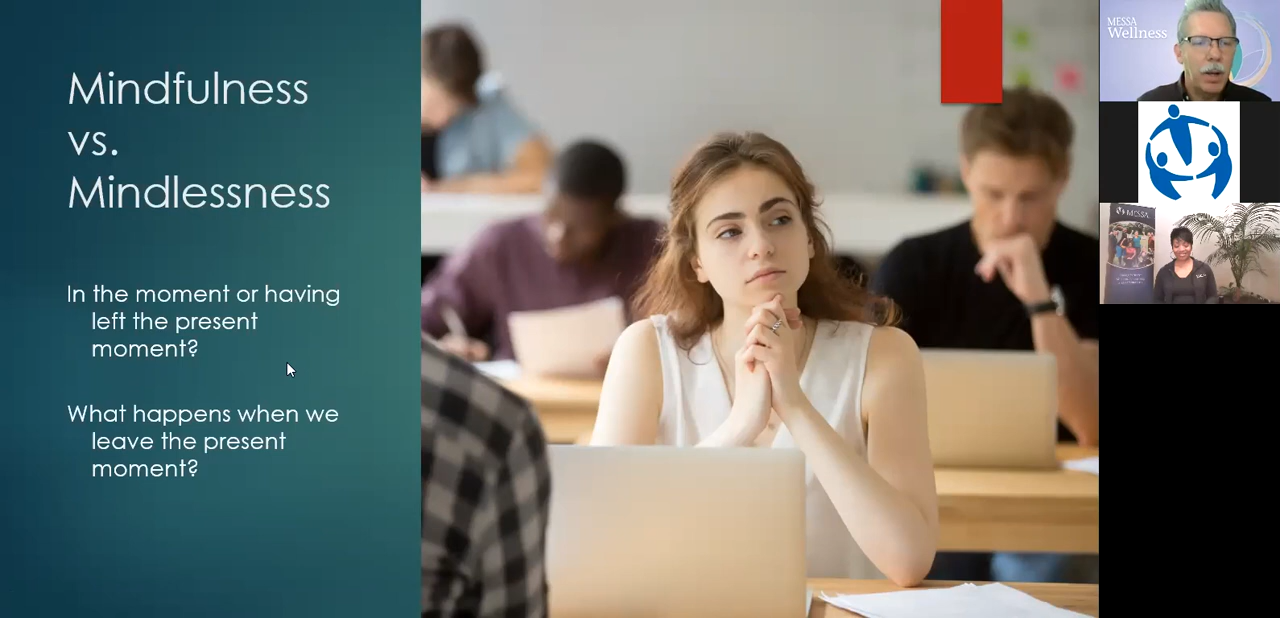 Mindfulness
vs.
Mindlessness
In the moment or having
left the present
moment?
What happens when we
leave the present
moment?
MESSA
Wellness
MESSA